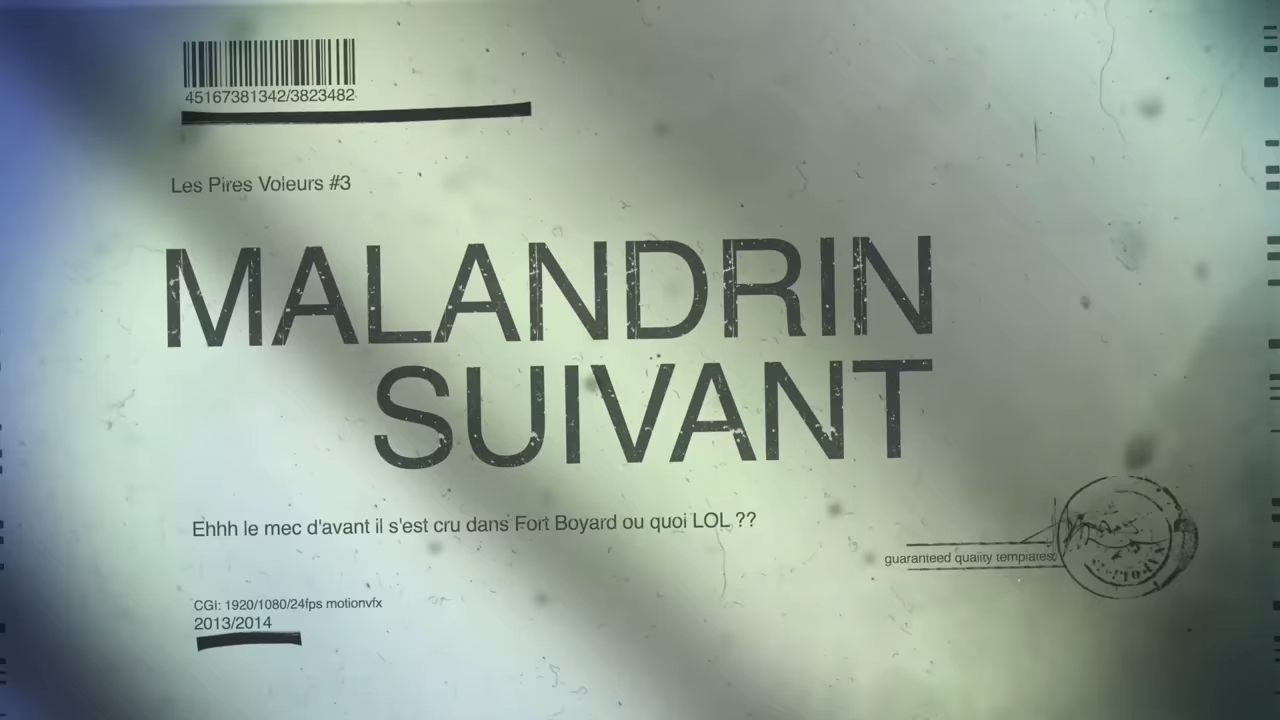 45167381342/3823482
Les Pires Voleurs #3
MALANDRIN
SUIVANT
Ehhh le mec d'avant il s'est cru dans Fort Boyard ou quoi LOL ??
guaranteed quality templates
CGI: 1920/1080/24fps motionvfx
2013/2014